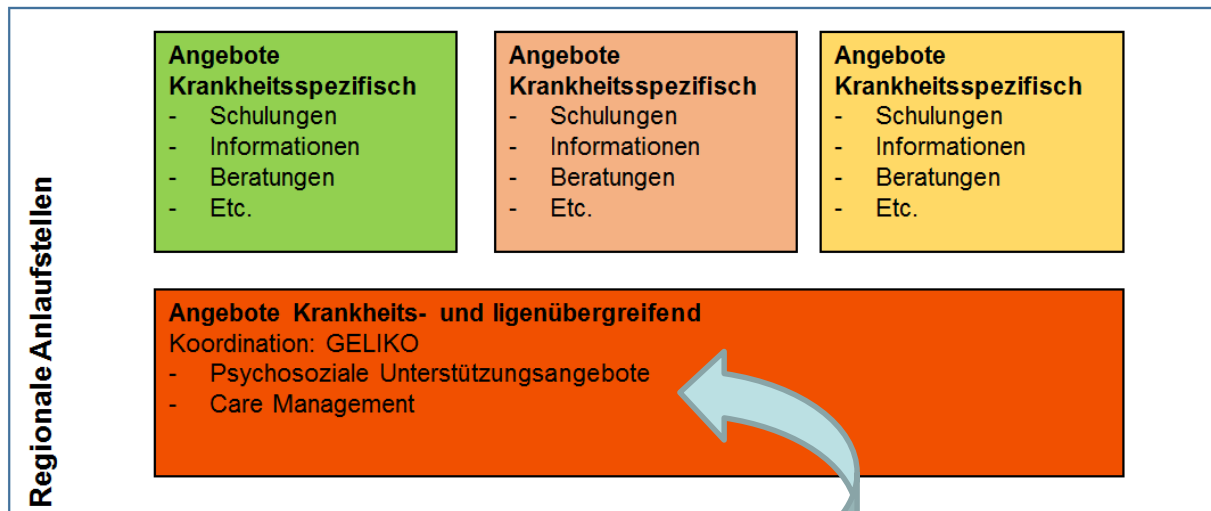 Regionale Anlaufstellen
Angebote
Krankheitsspezifisch
- Schulungen
- Informationen
- Beratungen
- Etc.
Angebote
Krankheitsspezifisch
- Schulungen
- Informationen
- Beratungen
- Etc.
Angebote
Krankheitsspezifisch
- Schulungen
- Informationen
- Beratungen
- Etc.
Angebote Krankheits- und ligenübergreifend
Koordination: GELIKO
- Psychosoziale Unterstützungsangebote
- Care Management